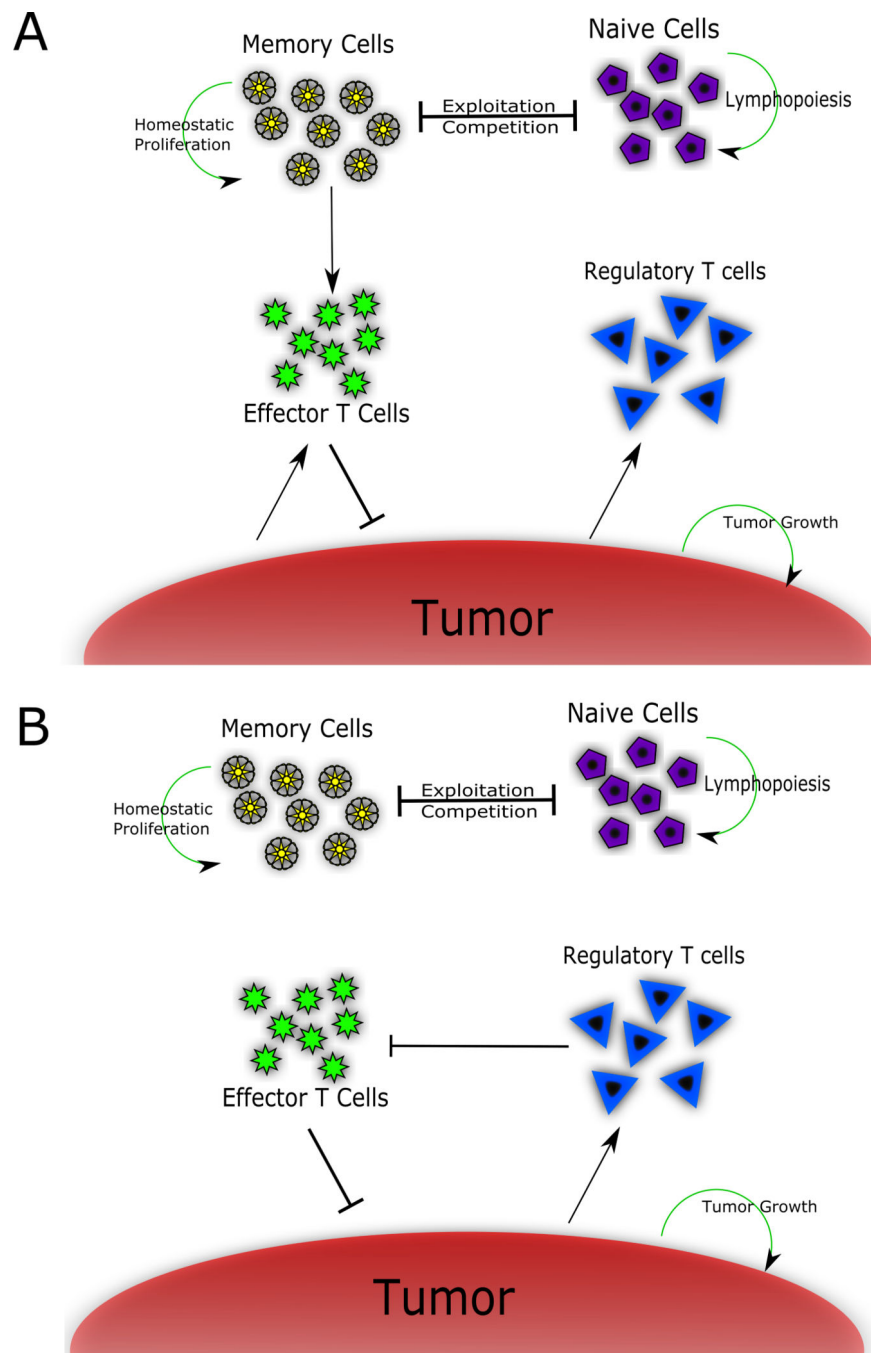 A
Memory Cells
Naive Cells
Homeostatic
Proliferation
Exploitation
Competition
Lymphopoiesis
Regulatory T cells
Effector T Cells
Tumor Growth
Tumor
B
Memory Cells
Naive Cells
Homeostatic
Proliferation
Exploitation
Competition
Lymphopoiesis
Regulatory T cells
Effector T Cells
Tumor Growth
Tumor